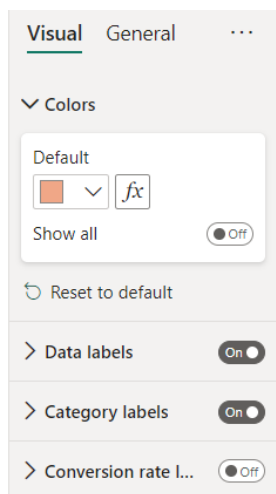 Visual General ...
Colors
Default
fx
Show all Off
Reset to default
Data labels On
Category labels On
Conversion rate l... Off